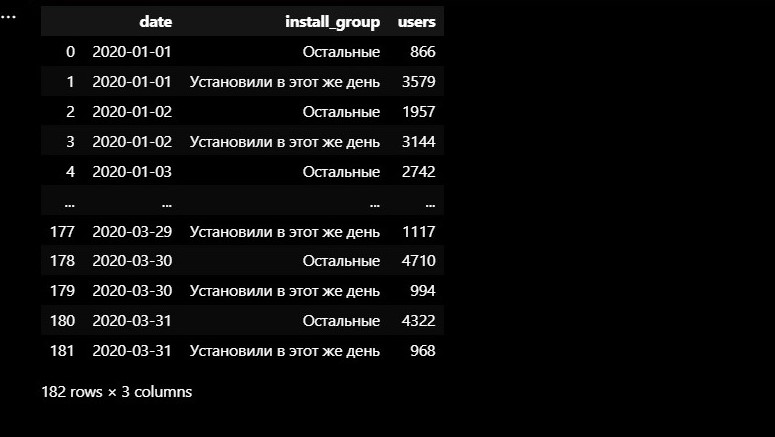 ...
date install_group users
0 2020-01-01 Остальные 866
1 2020-01-01 Установили в этот же день 3579
2 2020-01-02 Остальные 1957
3 2020-01-02 Установили в этот же день 3144
4 2020-01-03 Остальные 2742
... ... ... ...
177 2020-03-29 Установили в этот же день 1117
178 2020-03-30 Остальные 4710
179 2020-03-30 Установили в этот же день 994
180 2020-03-31 Остальные 4322
181 2020-03-31 Установили в этот же день 968
182 rows × 3 columns